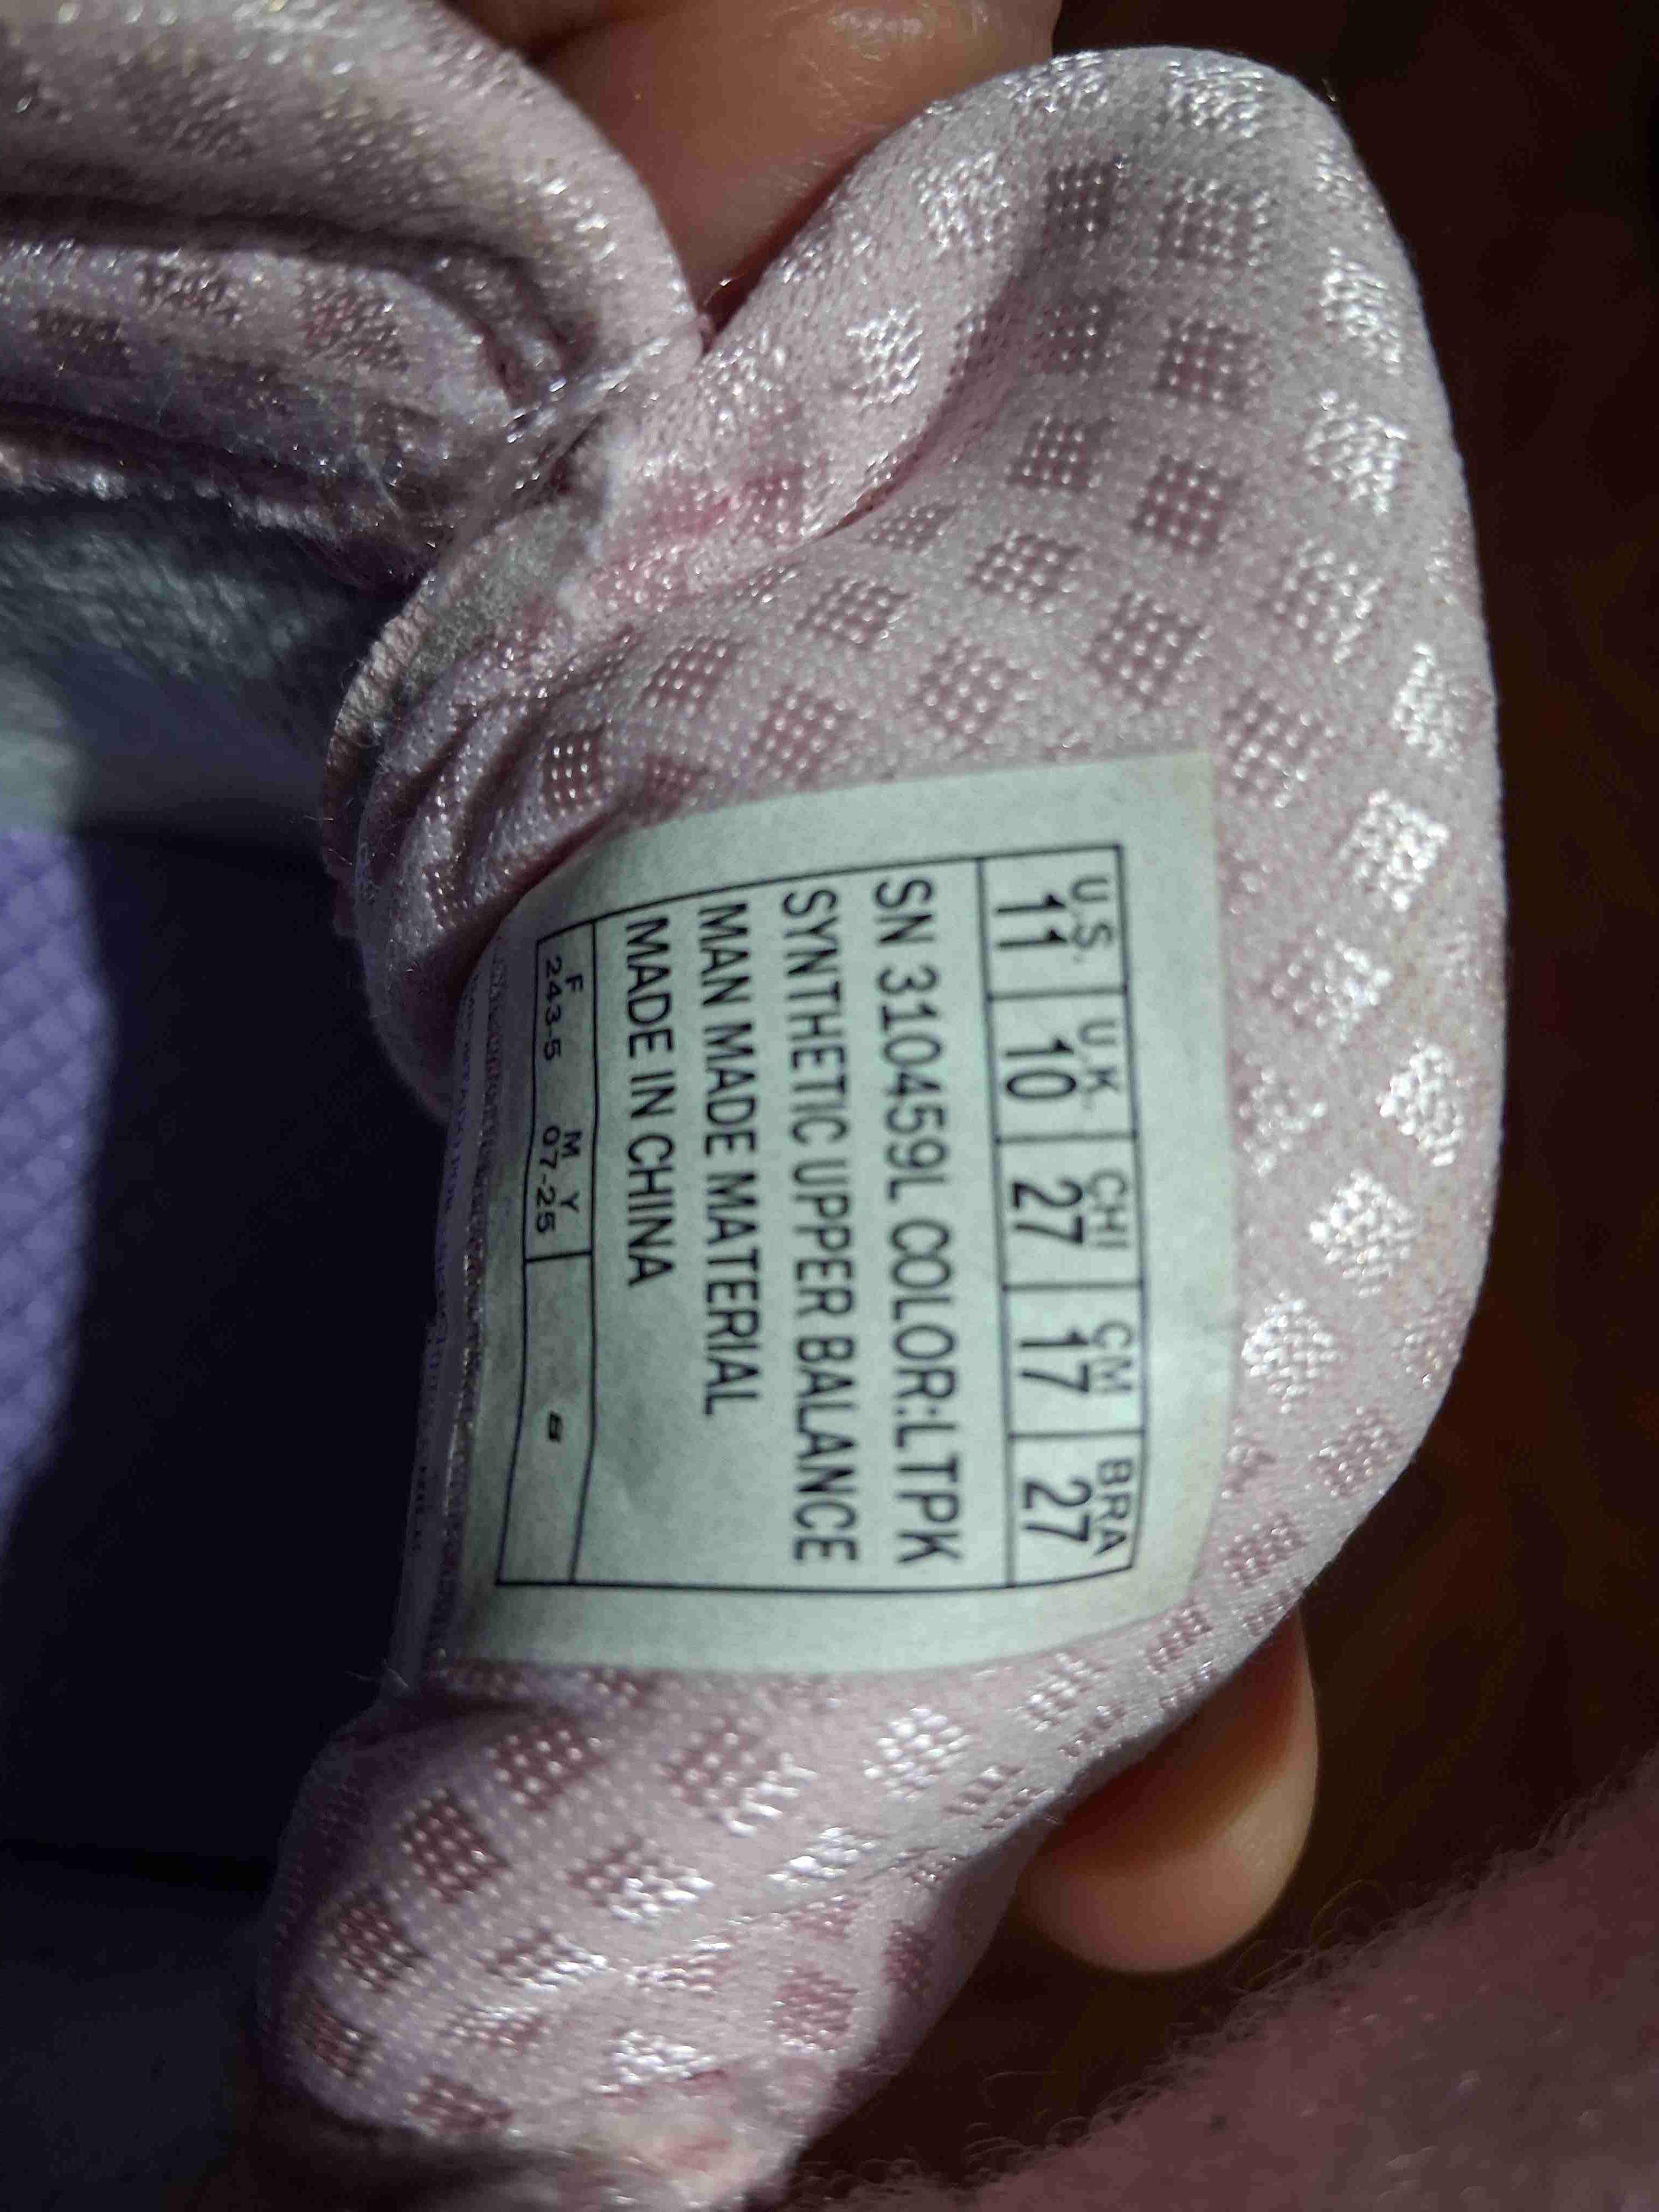 U.S. U.K. CHI CM BRA
11 10 27 17 27
SN 310459L COLOR:LTPK
SYNTHETIC UPPER BALANCE
MAN MADE MATERIAL
MADE IN CHINA
F M Y
243-5 07-25